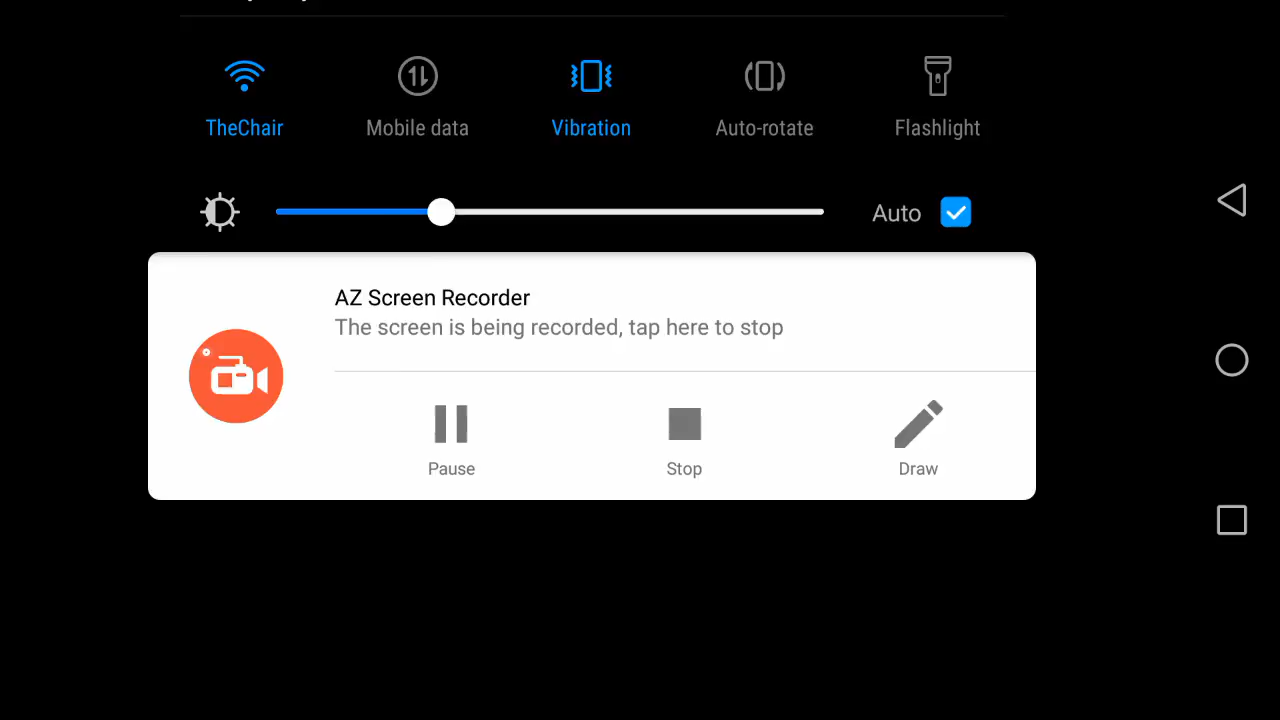 TheChair
Mobile data
Vibration
Auto-rotate
Flashlight
Auto
AZ Screen Recorder
The screen is being recorded, tap here to stop
Pause
Stop
Draw